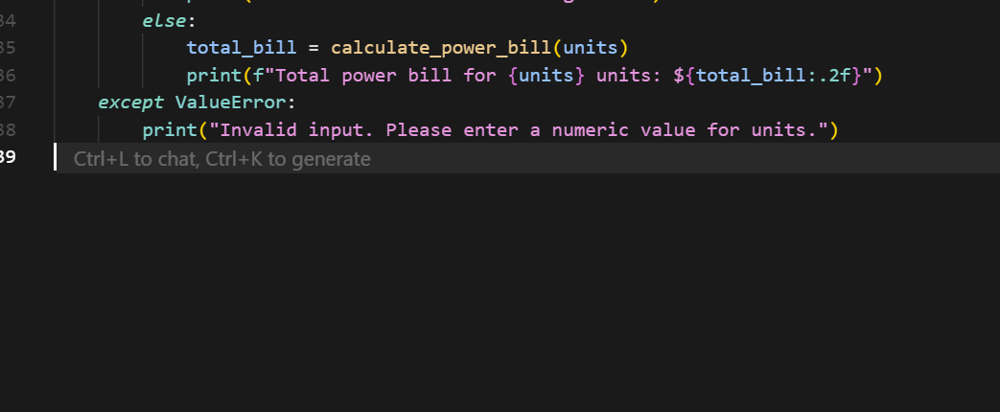 34 else:
35 total_bill = calculate_power_bill(units)
36 print(f"Total power bill for {units} units: ${total_bill:.2f}")
37 except ValueError:
38 print("Invalid input. Please enter a numeric value for units.")
39 Ctrl+L to chat, Ctrl+K to generate